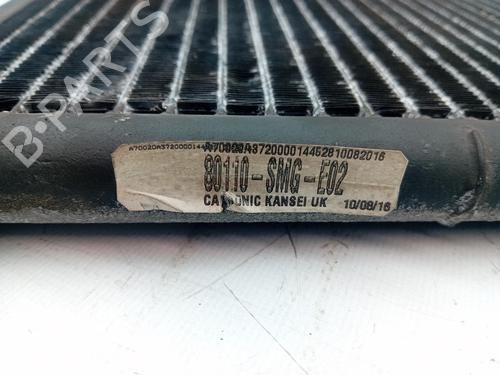 B-PARTS
A70020A372000014452810082016
80110-SMG-E02
CALSONIC KANSEI UK 10/08/16